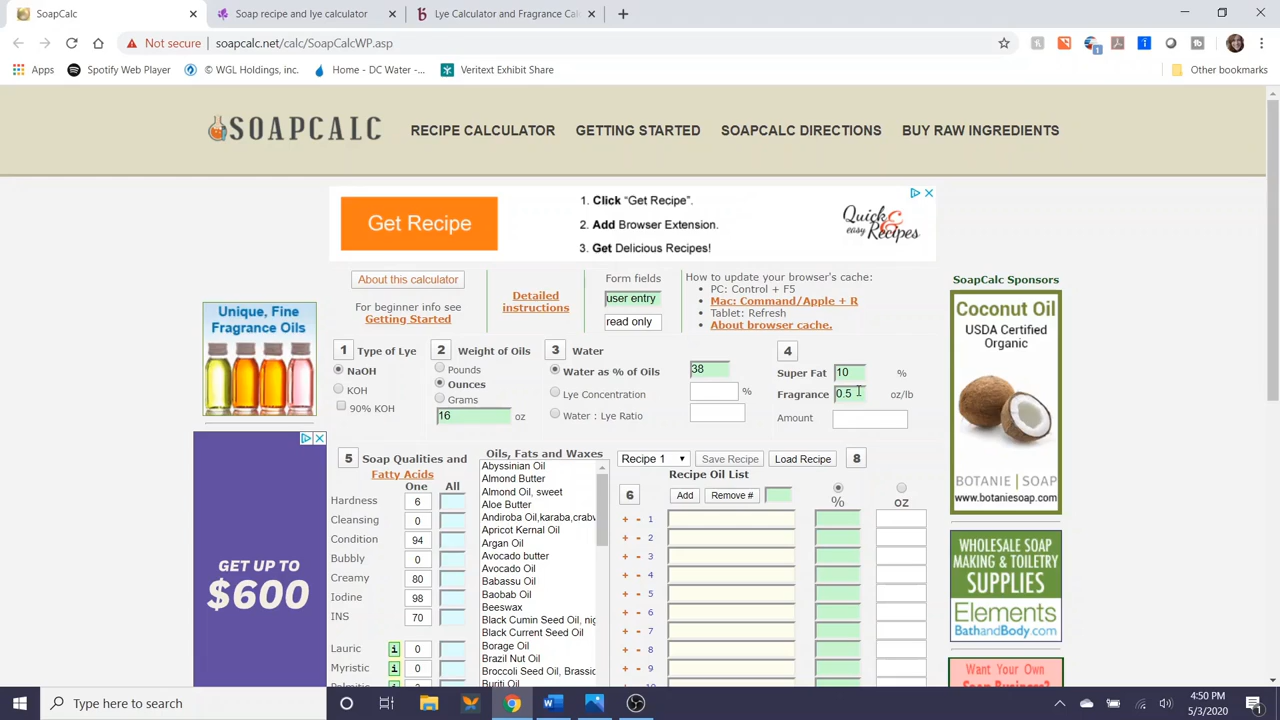 SoapCalc
Soap recipe and lye calculator
Lye Calculator and Fragrance Cal
Not secure
soapcalc.net/calc/SoapCalcWP.asp
Apps
Spotify Web Player
© WGL Holdings, inc.
Home - DC Water -...
Veritext Exhibit Share
Other bookmarks
SOAPCALC
RECIPE CALCULATOR
GETTING STARTED
SOAPCALC DIRECTIONS
BUY RAW INGREDIENTS
Get Recipe
1. Click “Get Recipe”.
2. Add Browser Extension.
3. Get Delicious Recipes!
Quick &
easy Recipes
About this calculator
For beginner info see
Getting Started
Detailed
instructions
Form fields
user entry
read only
How to update your browser's cache:
PC: Control + F5
Mac: Command/Apple + R
Tablet: Refresh
About browser cache.
SoapCalc Sponsors
Unique, Fine
Fragrance Oils
1 Type of Lye
NaOH
KOH
90% KOH
2 Weight of Oils
Pounds
Ounces
Grams
16 oz
3 Water
Water as % of Oils 38
Lye Concentration %
Water : Lye Ratio
4
Super Fat 10 %
Fragrance 0.5 oz/lb
Amount
Coconut Oil
USDA Certified
Organic
BOTANIE | SOAP
www.botaniesoap.com
GET UP TO
$600
5 Soap Qualities and
Fatty Acids
One All
Hardness 6
Cleansing 0
Condition 94
Bubbly 0
Creamy 80
Iodine 98
INS 70
Lauric i 0
Myristic i 0
Oils, Fats and Waxes
Abyssinian Oil
Almond Butter
Almond Oil, sweet
Aloe Butter
Andiroba Oil,karaba,crabw
Apricot Kernal Oil
Argan Oil
Avocado butter
Avocado Oil
Babassu Oil
Baobab Oil
Beeswax
Black Cumin Seed Oil, nig
Black Current Seed Oil
Borage Oil
Brazil Nut Oil
Broccoli Seed Oil, Brassic
Recipe 1
Save Recipe
Load Recipe
8
Recipe Oil List
6
Add
Remove #
%
oz
+ - 1
+ - 2
+ - 3
+ - 4
+ - 5
+ - 6
+ - 7
+ - 8
+ - 9
WHOLESALE SOAP
MAKING & TOILETRY
SUPPLIES
Elements
BathandBody.com
Want Your Own
Type here to search
1
4:50 PM
5/3/2020
1